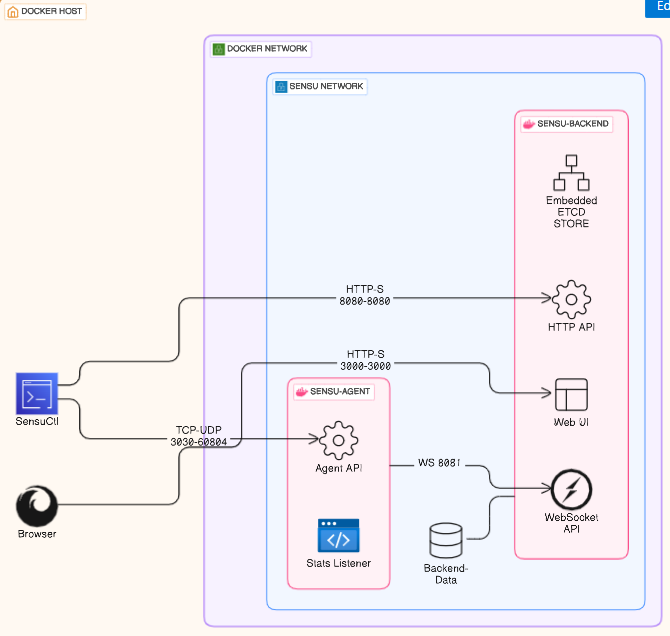 Ed
DOCKER HOST
DOCKER NETWORK
SENSU NETWORK
SENSU-BACKEND
Embedded
ETCD
STORE
HTTP-S
8080-8080
HTTP API
HTTP-S
3000-3000
SENSU-AGENT
SensuCtl
Web UI
TCP-UDP
3030-60804
Agent API
WS 8081
WebSocket
API
Browser
Stats Listener
Backend-
Data